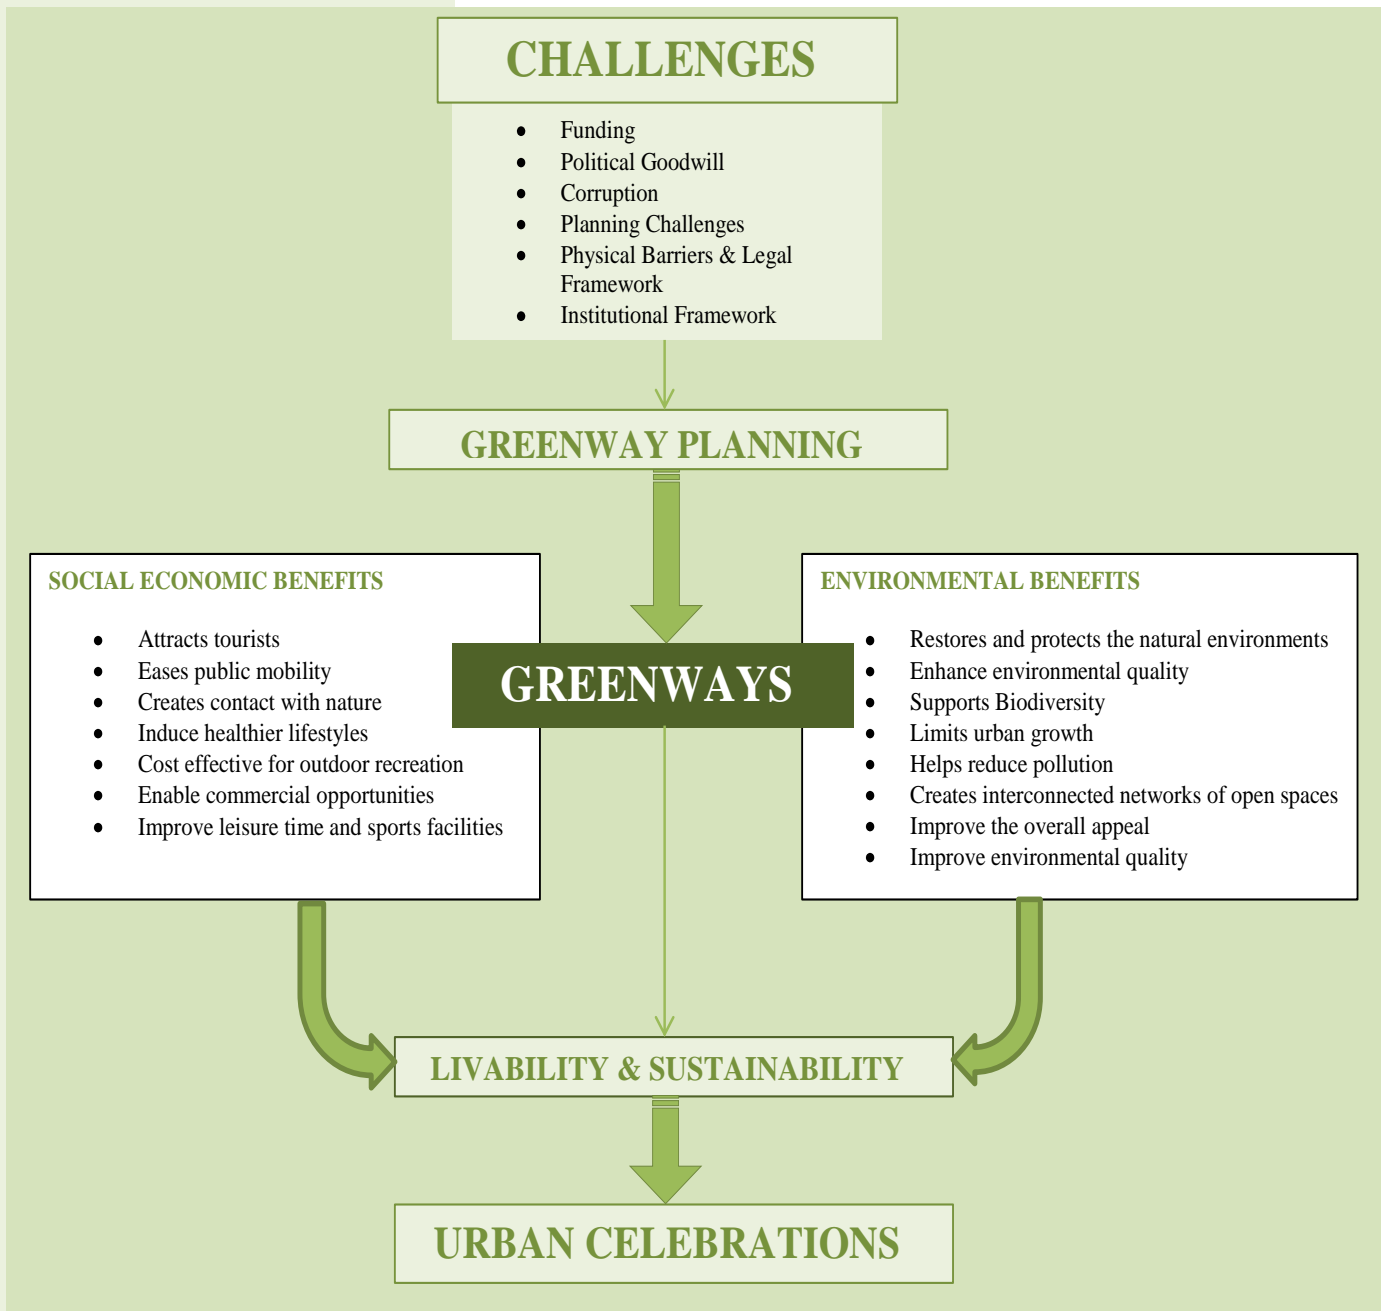 CHALLENGES
• Funding
• Political Goodwill
• Corruption
• Planning Challenges
• Physical Barriers & Legal
Framework
• Institutional Framework
GREENWAY PLANNING
SOCIAL ECONOMIC BENEFITS
• Attracts tourists
• Eases public mobility
• Creates contact with nature
• Induce healthier lifestyles
• Cost effective for outdoor recreation
• Enable commercial opportunities
• Improve leisure time and sports facilities
GREENWAYS
ENVIRONMENTAL BENEFITS
• Restores and protects the natural environments
• Enhance environmental quality
• Supports Biodiversity
• Limits urban growth
• Helps reduce pollution
• Creates interconnected networks of open spaces
• Improve the overall appeal
• Improve environmental quality
LIVABILITY & SUSTAINABILITY
URBAN CELEBRATIONS